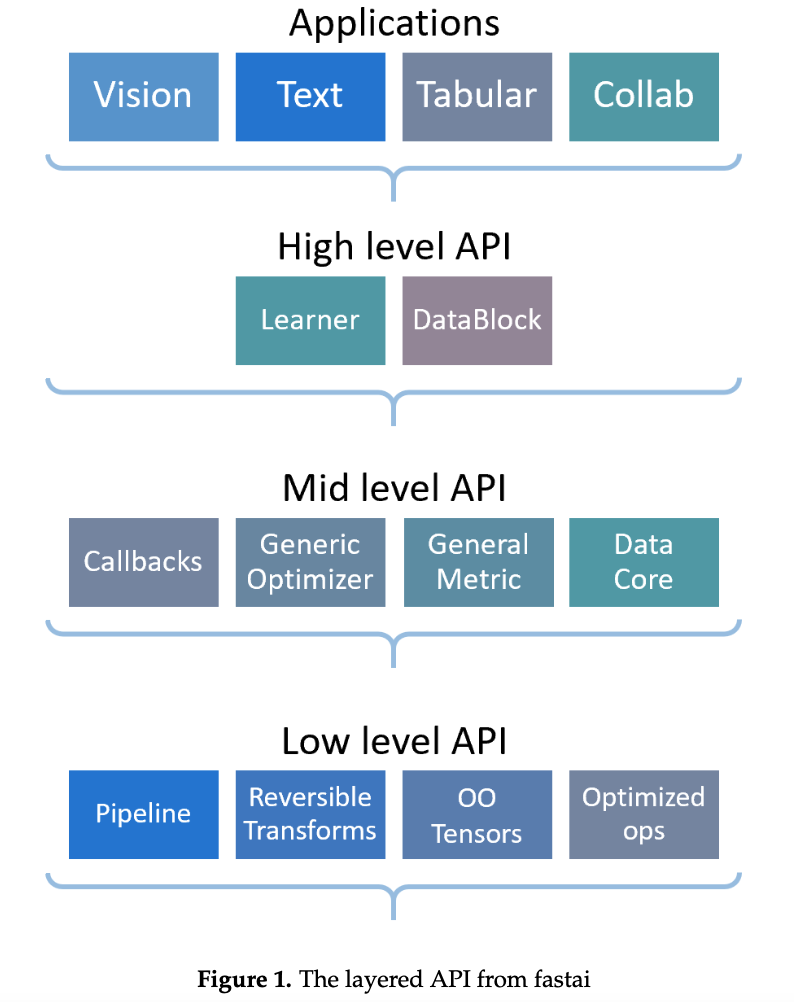 Applications
Vision
Text
Tabular
Collab
High level API
Learner
DataBlock
Mid level API
Callbacks
Generic
Optimizer
General
Metric
Data
Core
Low level API
Pipeline
Reversible
Transforms
OO
Tensors
Optimized
ops
Figure 1. The layered API from fastai